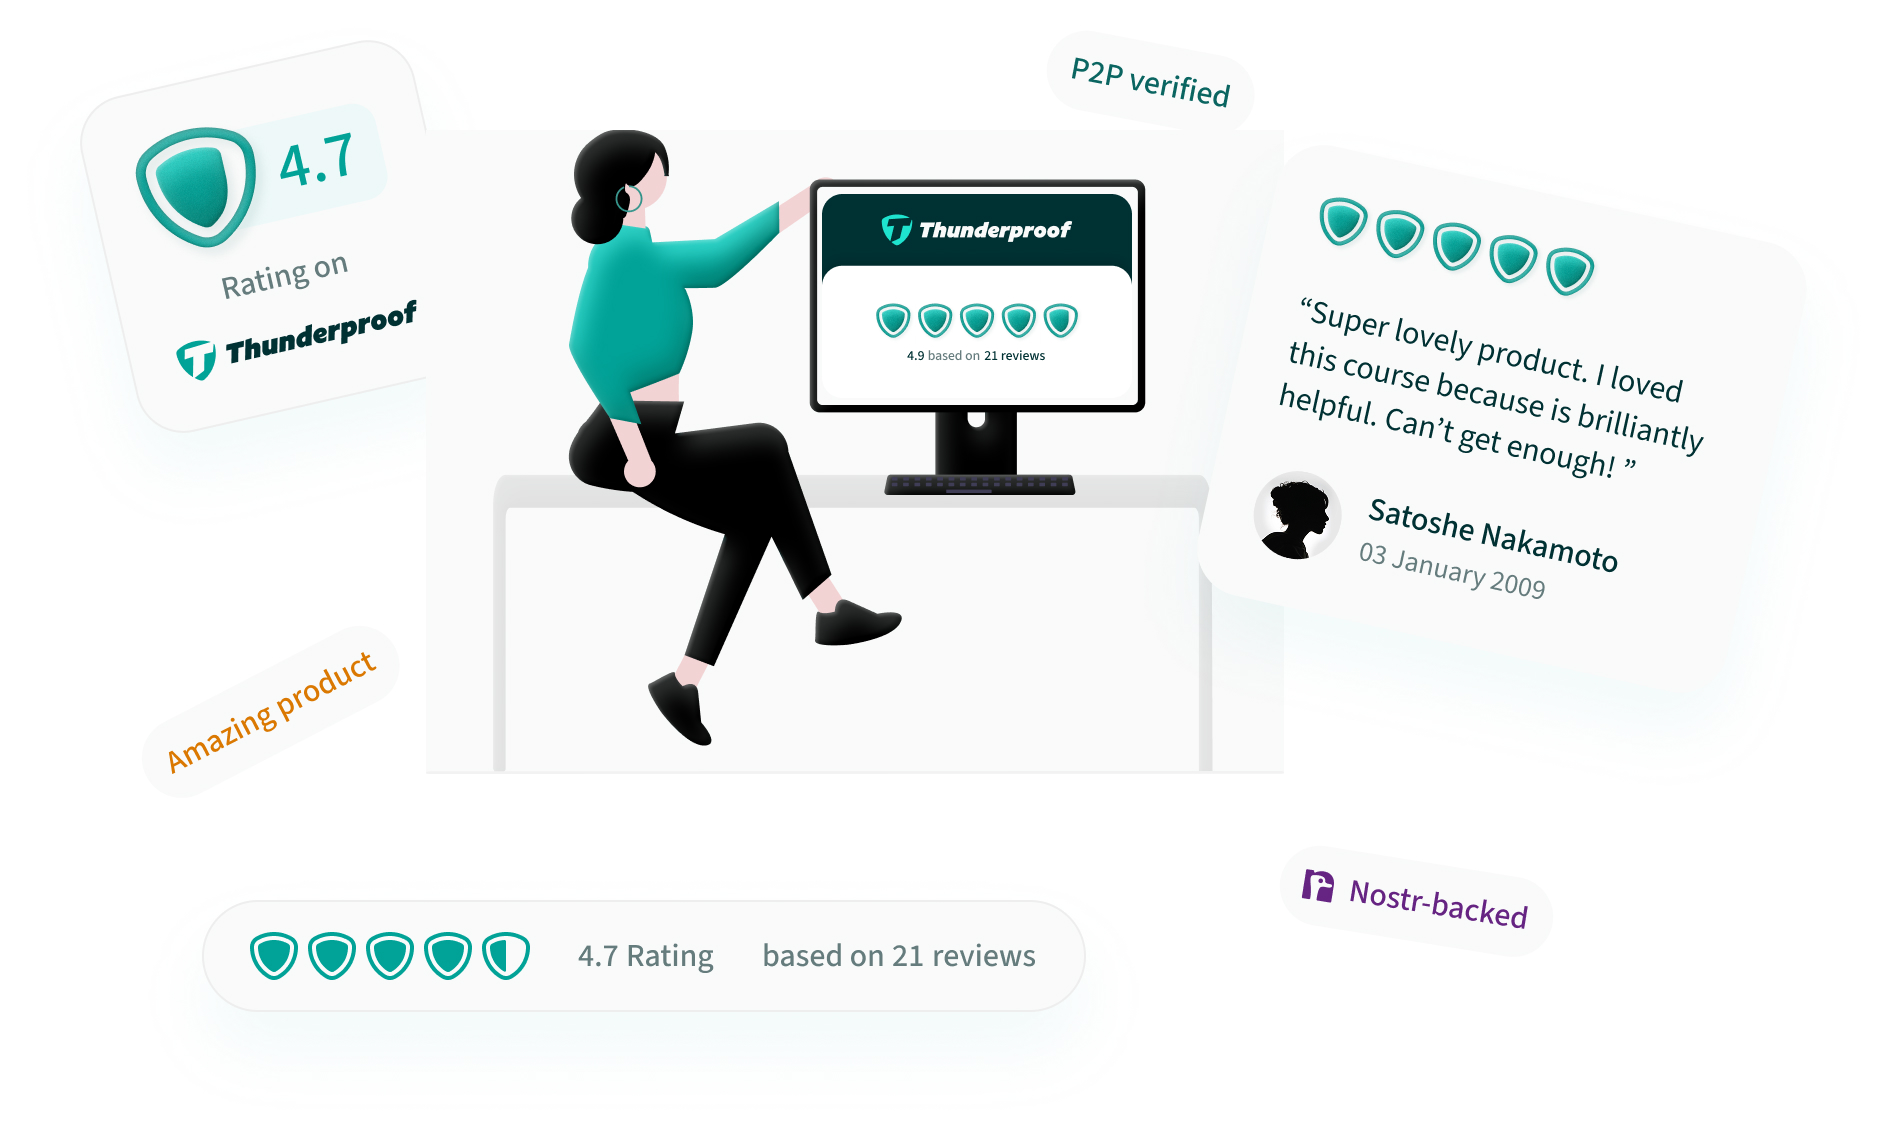 4.7
Rating on
Thunderproof
P2P verified
Thunderproof
4.9 based on 21 reviews
“Super lovely product. I loved
this course because is brilliantly
helpful. Can’t get enough! ”
Satoshe Nakamoto
03 January 2009
Amazing product
Nostr-backed
4.7 Rating based on 21 reviews